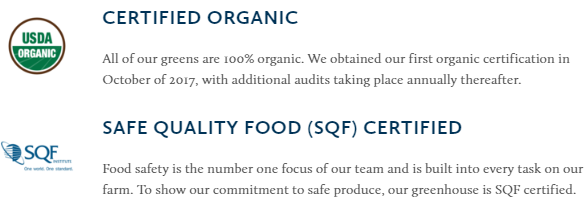 CERTIFIED ORGANIC
USDA
ORGANIC
All of our greens are 100% organic. We obtained our first organic certification in
October of 2017, with additional audits taking place annually thereafter.
SAFE QUALITY FOOD (SQF) CERTIFIED
SQF
INSTITUTE
One world. One standard.
Food safety is the number one focus of our team and is built into every task on our
farm. To show our commitment to safe produce, our greenhouse is SQF certified.